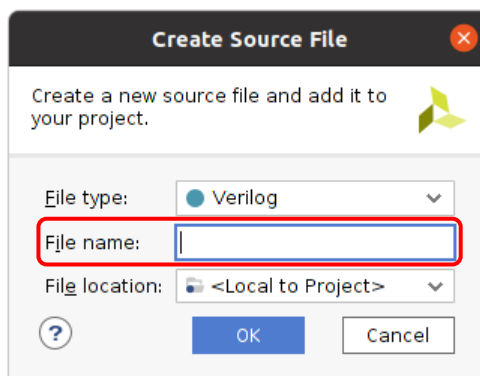 Create Source File
Create a new source file and add it to
your project.
File type: Verilog
File name:
File location: <Local to Project>
? OK Cancel